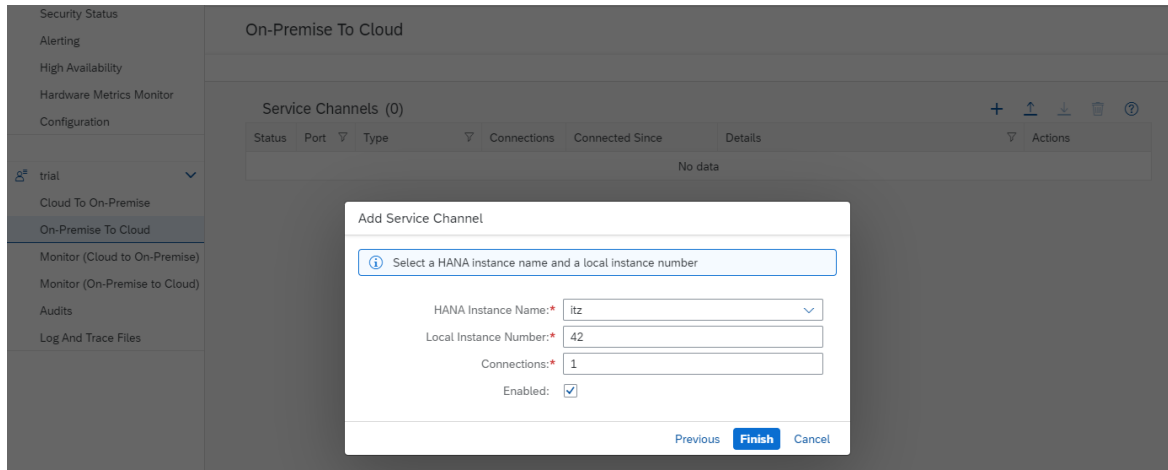 Security Status
Alerting
High Availability
Hardware Metrics Monitor
Configuration
trial
Cloud To On-Premise
On-Premise To Cloud
Monitor (Cloud to On-Premise)
Monitor (On-Premise to Cloud)
Audits
Log And Trace Files
On-Premise To Cloud
Service Channels (0)
Status Port Type Connections Connected Since Details Actions
No data
Add Service Channel
Select a HANA instance name and a local instance number
HANA Instance Name:* itz
Local Instance Number:* 42
Connections:* 1
Enabled:
Previous Finish Cancel